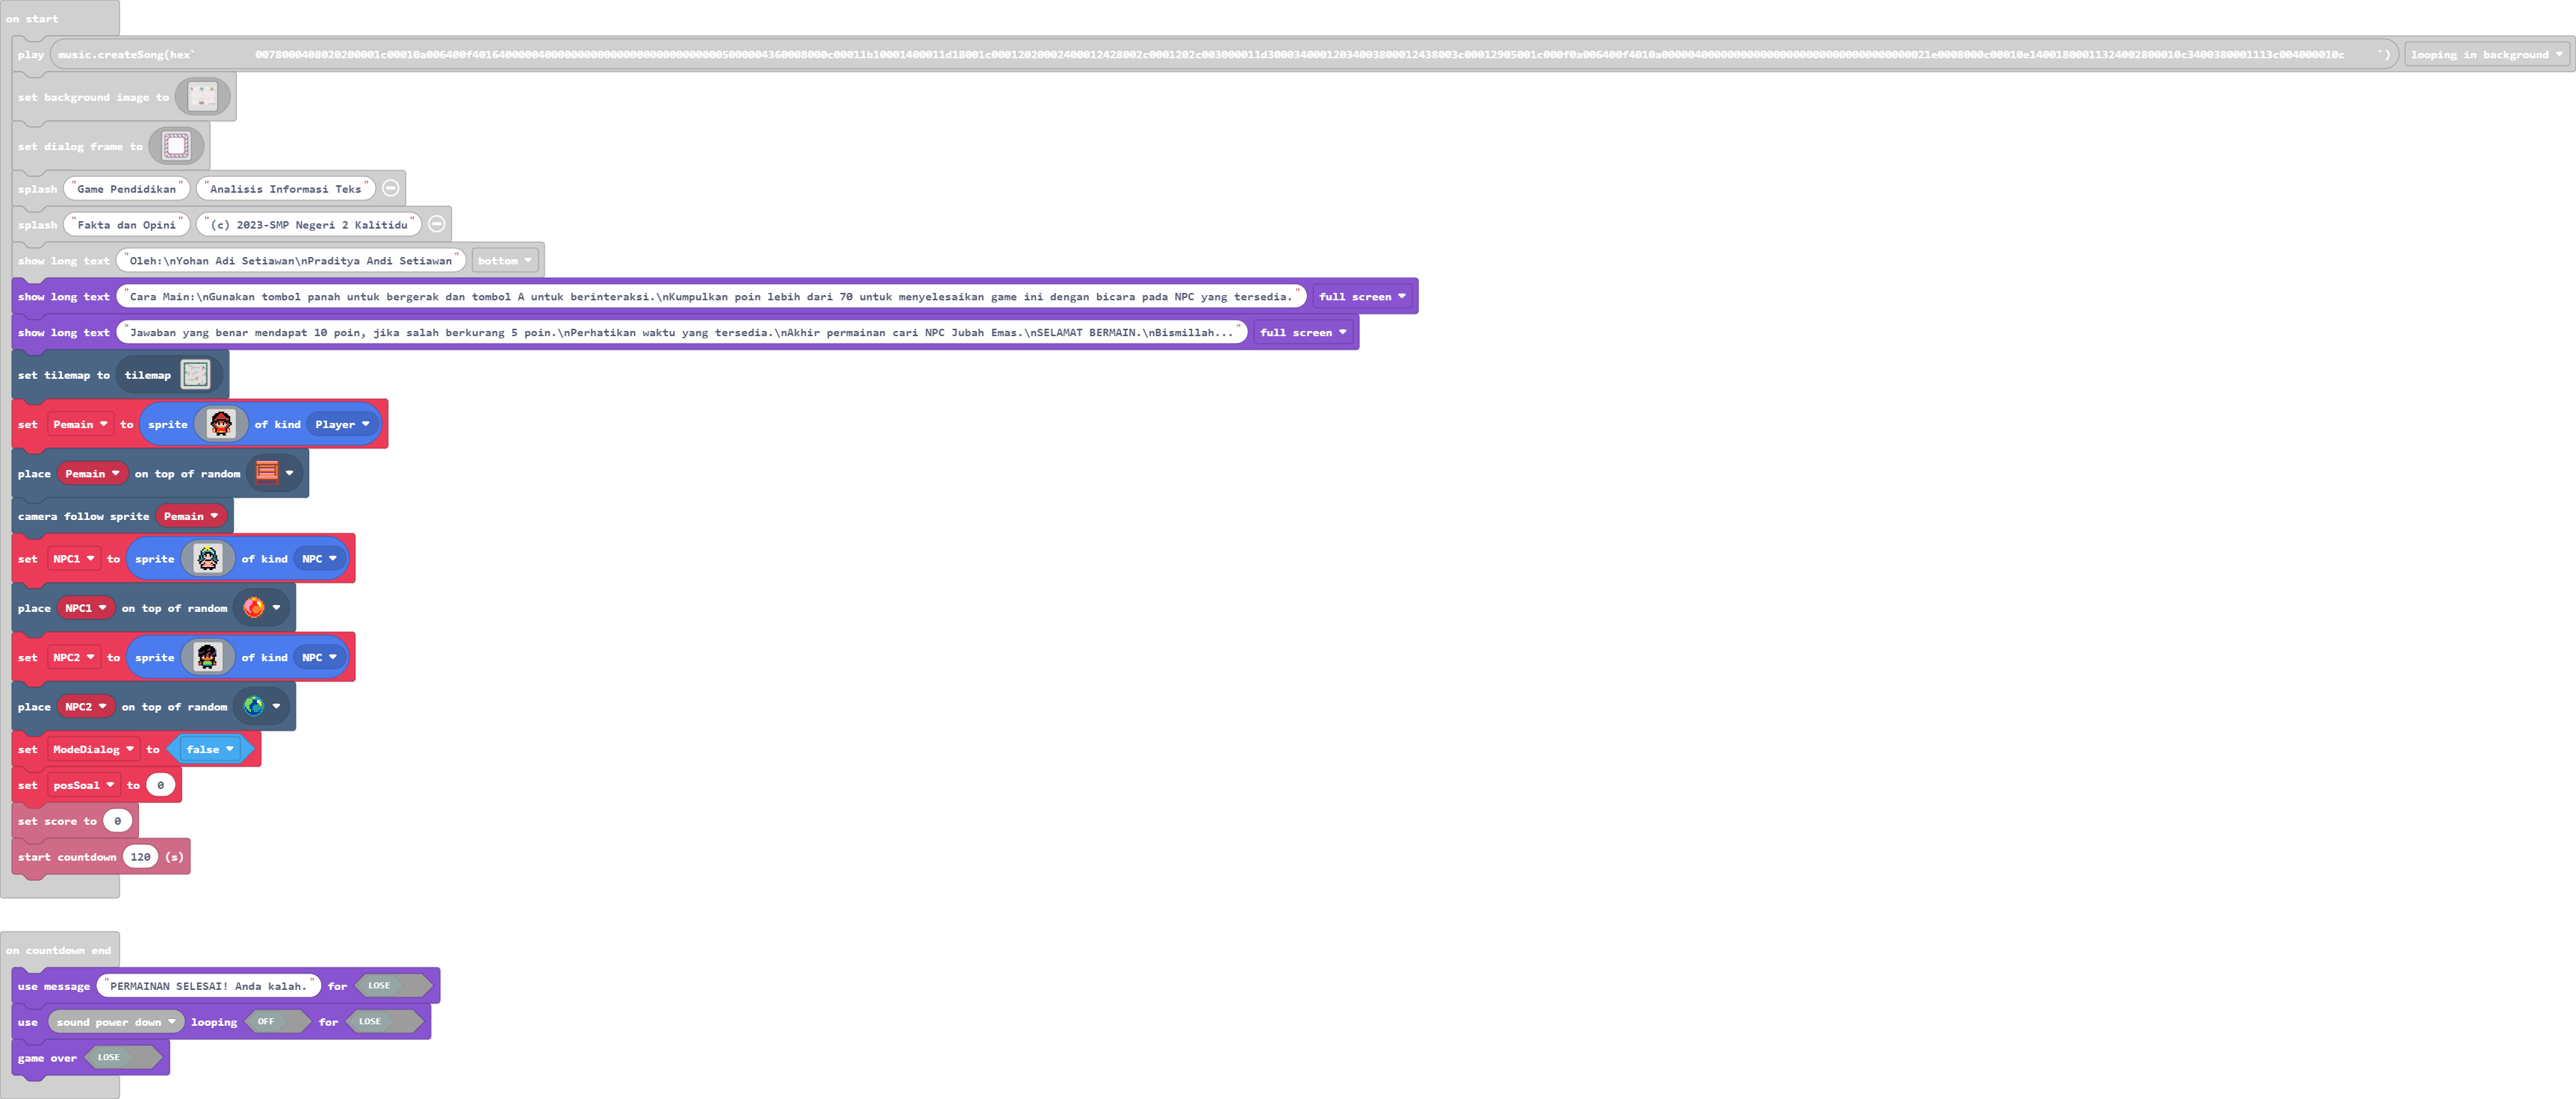 on start
play music.createSong(hex` 0078000408020200001c00010a006400f401640000040000000000000000000000000005000004360008000c00011b10001400011d18001c00012020002400012428002c0001202c003000011d30003400012034003800012438003c00012905001c000f0a006400f4010a0000040000000000000000000000000000000021e0008000c00010e14001800011324002800010c3400380001113c004000010c `) looping in background
set background image to
set dialog frame to
splash "Game Pendidikan" "Analisis Informasi Teks"
splash "Fakta dan Opini" "(c) 2023-SMP Negeri 2 Kalitidu"
show long text "Oleh:\nYohan Adi Setiawan\nPraditya Andi Setiawan" bottom
show long text "Cara Main:\nGunakan tombol panah untuk bergerak dan tombol A untuk berinteraksi.\nKumpulkan poin lebih dari 70 untuk menyelesaikan game ini dengan bicara pada NPC yang tersedia." full screen
show long text "Jawaban yang benar mendapat 10 poin, jika salah berkurang 5 poin.\nPerhatikan waktu yang tersedia.\nAkhir permainan cari NPC Jubah Emas.\nSELAMAT BERMAIN.\nBismillah..." full screen
set tilemap to tilemap
set Pemain to sprite of kind Player
place Pemain on top of random
camera follow sprite Pemain
set NPC1 to sprite of kind NPC
place NPC1 on top of random
set NPC2 to sprite of kind NPC
place NPC2 on top of random
set ModeDialog to false
set posSoal to 0
set score to 0
start countdown 120 (s)
on countdown end
use message "PERMAINAN SELESAI! Anda kalah." for LOSE
use sound power down looping OFF for LOSE
game over LOSE